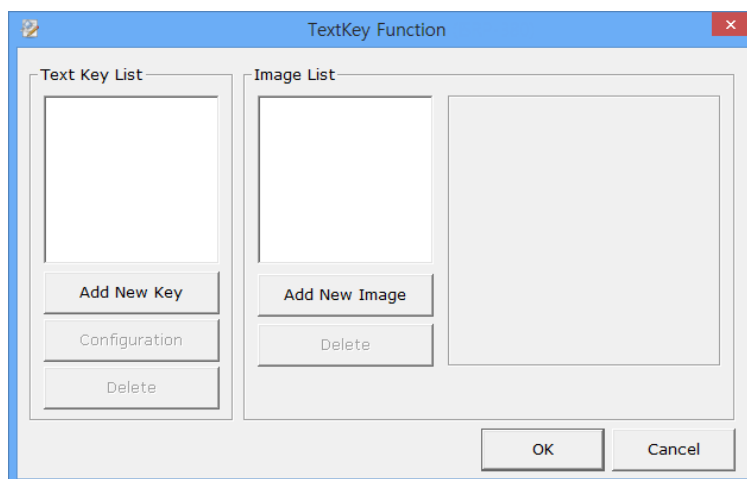 TextKey Function
Text Key List
Image List
Add New Key
Configuration
Delete
Add New Image
Delete
OK
Cancel